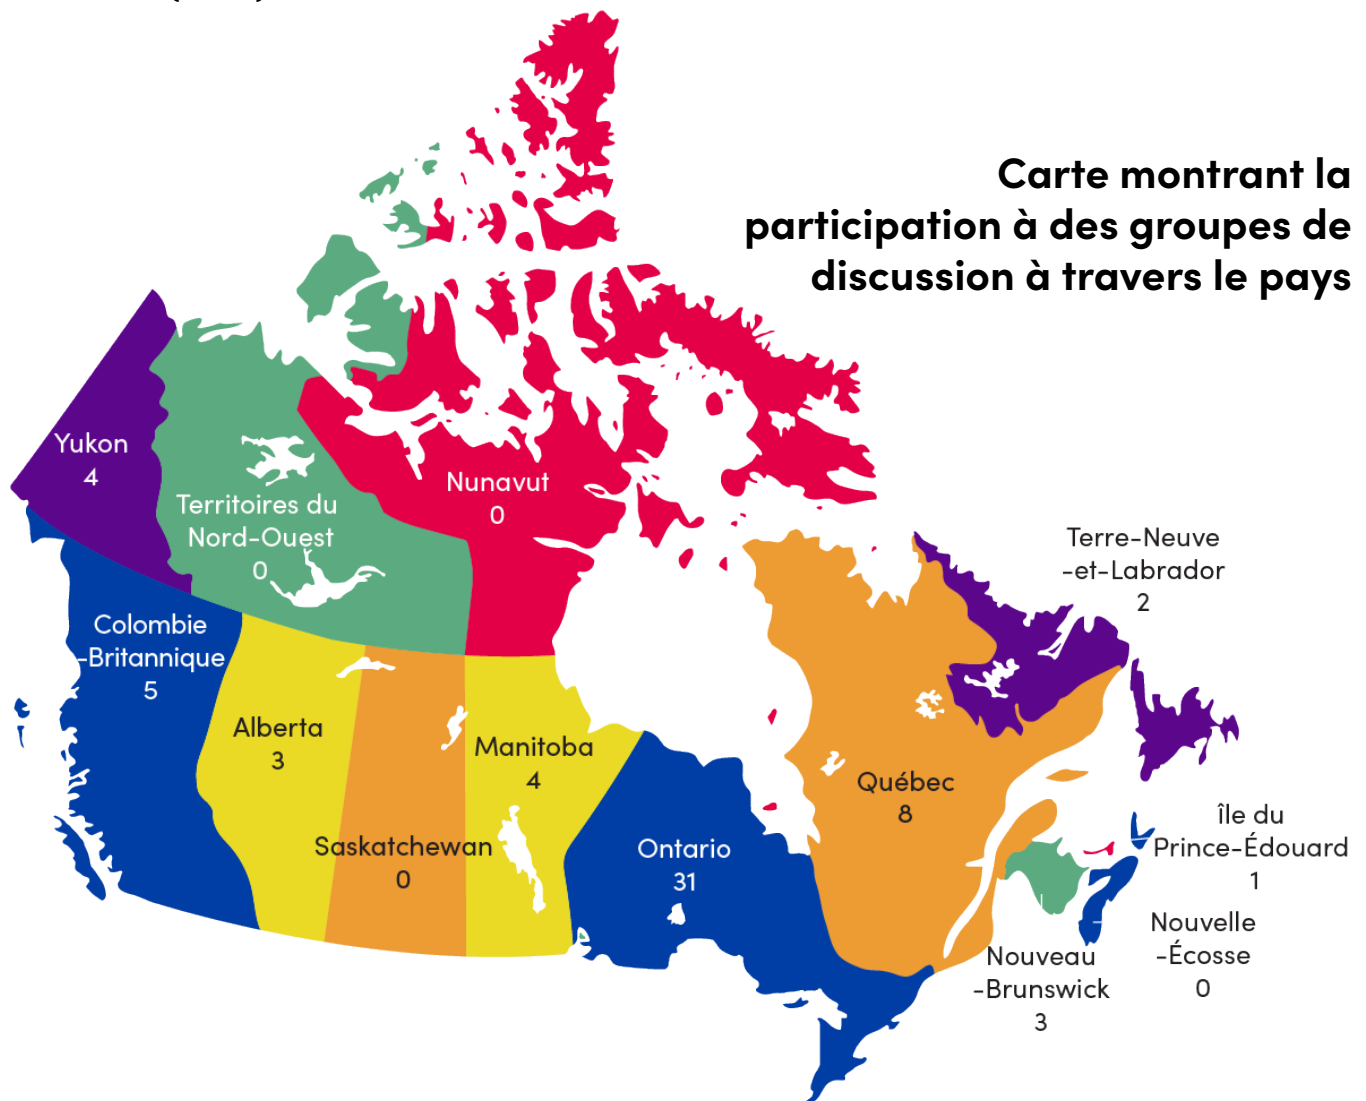 Carte montrant la
participation à des groupes de
discussion à travers le pays
Yukon
4
Territoires du
Nord-Ouest
0
Nunavut
0
Terre-Neuve
-et-Labrador
2
Colombie
-Britannique
5
Alberta
3
Manitoba
4
Saskatchewan
0
Ontario
31
Québec
8
Île du
Prince-Édouard
1
Nouvelle
-Écosse
0
Nouveau
-Brunswick
3